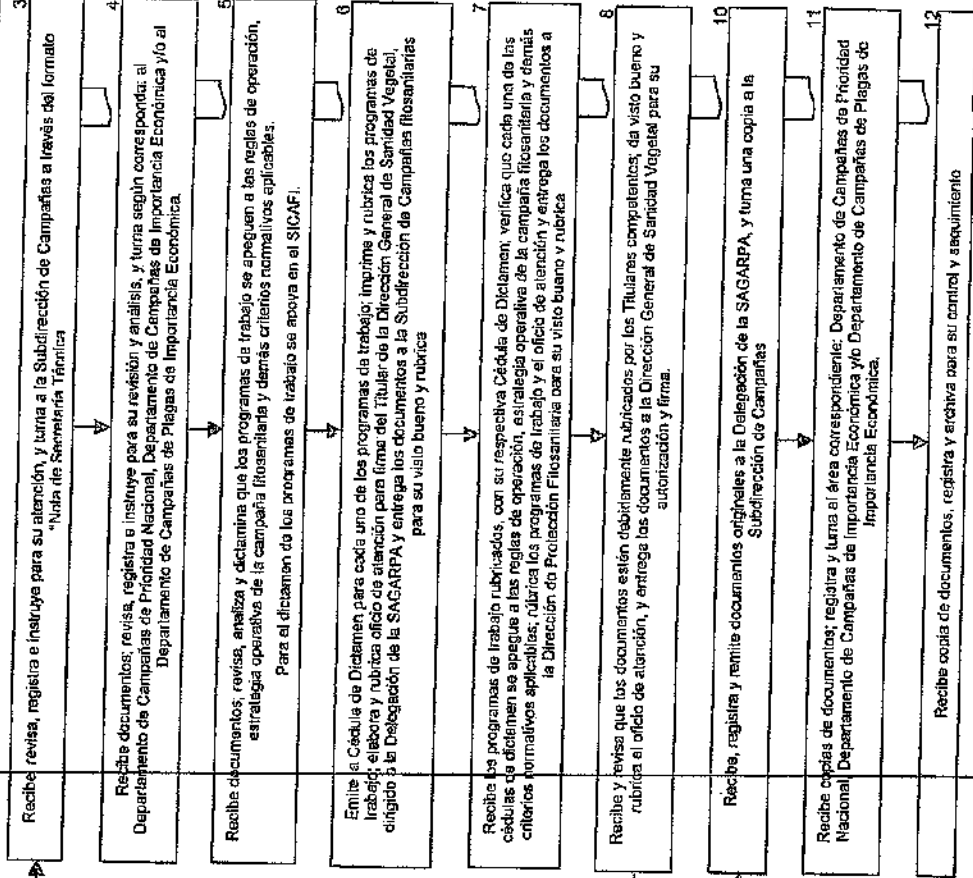 3
Recibe, revisa, registra e instruye para su atención, y turna a la Subdirección de Campañas a través del formato
"Nota de Secretaría Técnica
4
Recibe documentos; revisa, registra e instruye para su revisión y análisis, y turna según corresponda: al
Departamento de Campañas de Prioridad Nacional, Departamento de Campañas de Importancia Económica y/o al
Departamento de Campañas de Plagas de Importancia Económica.
5
Recibe documentos; revisa, analiza y dictamina que los programas de trabajo se apeguen a las reglas de operación,
estrategia operativa de la campaña fitosanitaria y demás criterios normativos aplicables.
Para el dictamen de los programas de trabajo se apoya en el SICAFI.
6
Emite la Cédula de Dictamen para cada uno de los programas de trabajo; imprime y rubrica los programas de
trabajo; elabora y rubrica oficio de atención para firma del Titular de la Dirección General de Sanidad Vegetal,
dirigido a la Delegación de la SAGARPA y entrega los documentos a la Subdirección de Campañas fitosanitarias
para su visto bueno y rubrica
7
Recibe los programas de trabajo rubricados, con su respectiva Cédula de Dictamen; verifica que cada una de las
cédulas de dictamen se apegue a las reglas de operación, estrategia operativa de la campaña fitosanitaria y demás
criterios normativos aplicables; rúbrica los programas de trabajo y el oficio de atención y entrega los documentos a
la Dirección de Protección Fitosanitaria para su visto bueno y rubrica
8
Recibe y revisa que los documentos estén debidamente rubricados por los Titulares competentes; da visto bueno y
rubrica el oficio de atención, y entrega los documentos a la Dirección General de Sanidad Vegetal para su
autorización y firma.
10
Recibe, registra y remite documentos originales a la Delegación de la SAGARPA, y turna una copia a la
Subdirección de Campañas
11
Recibe copias de documentos; registra y turna al área correspondiente: Departamento de Campañas de Prioridad
Nacional, Departamento de Campañas de Importancia Económica y/o Departamento de Campañas de Plagas de
Importancia Económica.
12
Recibe copia de documentos, registra y archiva para su control y seguimiento